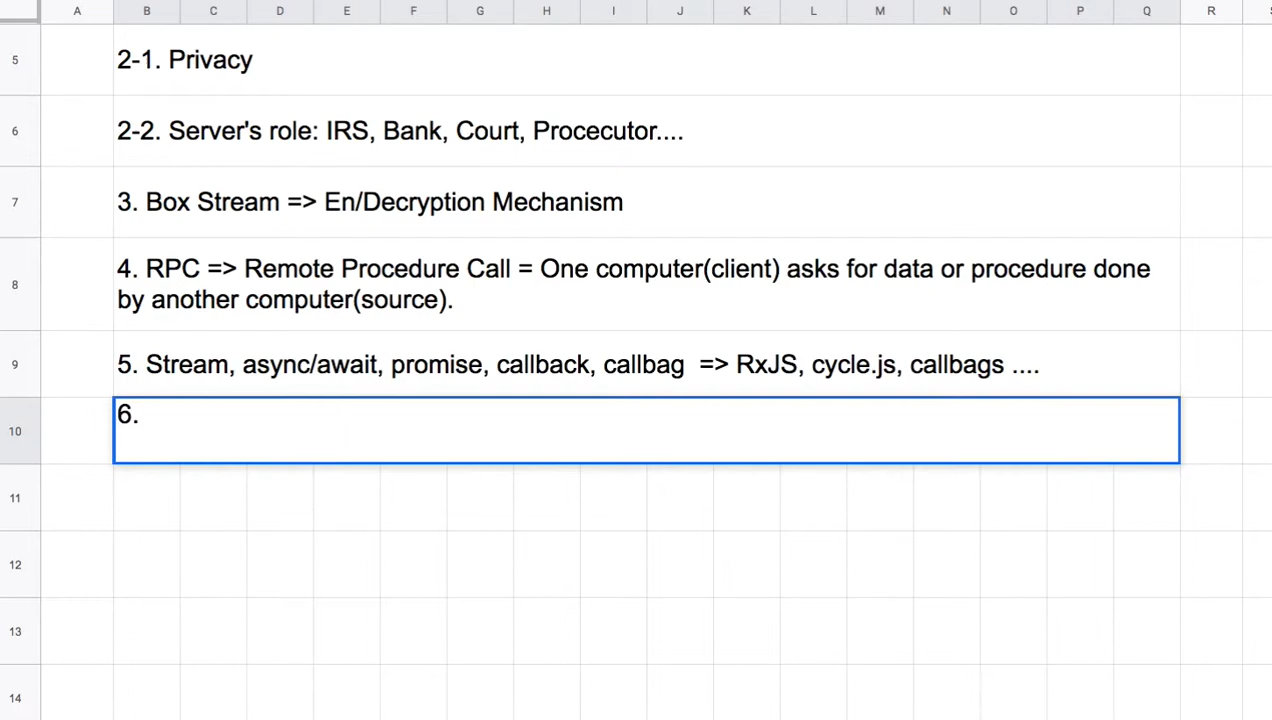 A B C D E F G H I J K L M N O P Q R
5 2-1. Privacy
6 2-2. Server's role: IRS, Bank, Court, Procecutor....
7 3. Box Stream => En/Decryption Mechanism
8 4. RPC => Remote Procedure Call = One computer(client) asks for data or procedure done
by another computer(source).
9 5. Stream, async/await, promise, callback, callbag  => RxJS, cycle.js, callbags ....
10 6.
11
12
13
14